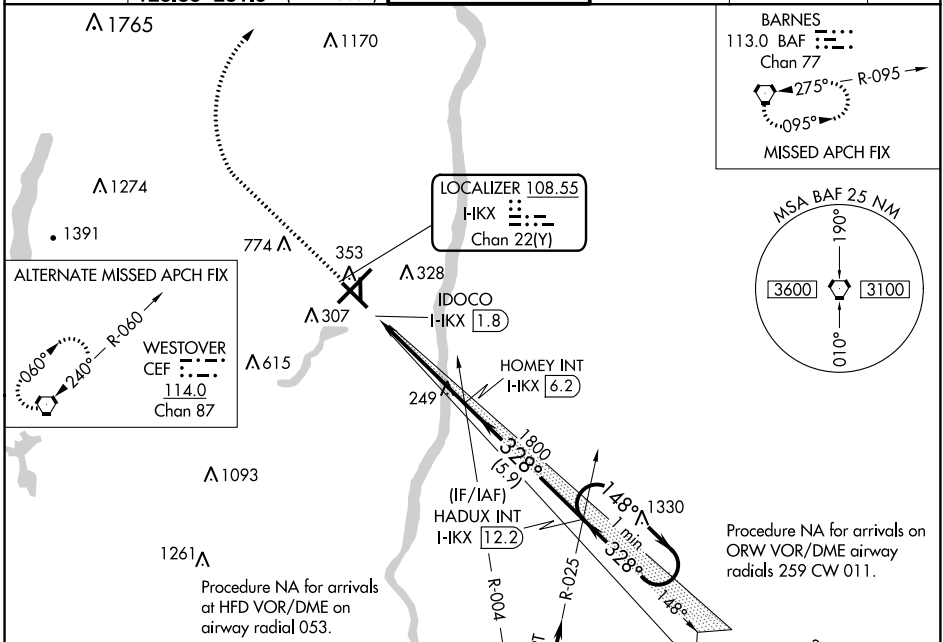 1765
1170
BARNES
113.0 BAF
Chan 77
275°
R-095
095°
MISSED APCH FIX
1274
1391
LOCALIZER 108.55
I-IKX
Chan 22(Y)
MSA BAF 25 NM
190°
3600
3100
010°
774
353
328
307
IDOCO
I-IKX 1.8
ALTERNATE MISSED APCH FIX
R-060
060°
240°
WESTOVER
CEF
114.0
Chan 87
615
249
HOMEY INT
I-IKX 6.2
1800
328°
(5.9)
1093
(IF/IAF)
HADUX INT
I-IKX 12.2
148°
1330
1 min
328°
148°
R-004
R-025
1261
Procedure NA for arrivals
at HFD VOR/DME on
airway radial 053.
Procedure NA for arrivals on
ORW VOR/DME airway
radials 259 CW 011.